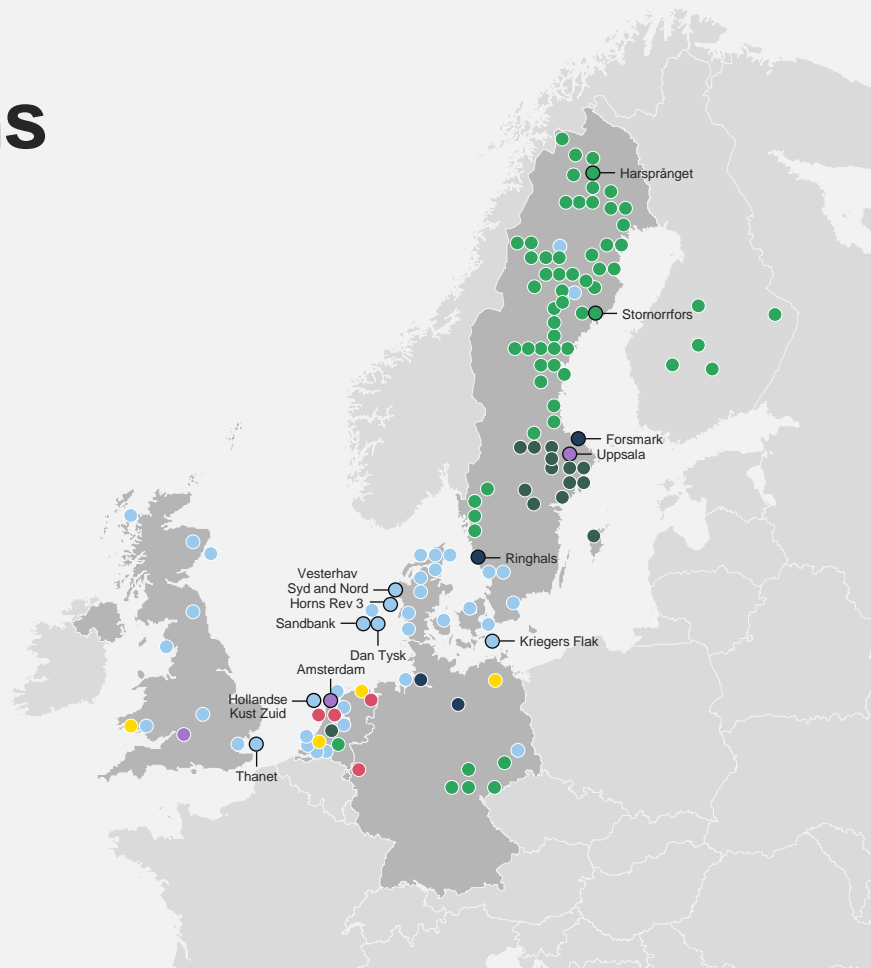 s
Harsprånget
Stornorrfors
Forsmark
Uppsala
Ringhals
Vesterhav
Syd and Nord
Horns Rev 3
Sandbank
Dan Tysk
Kriegers Flak
Amsterdam
Hollandse
Kust Zuid
Thanet